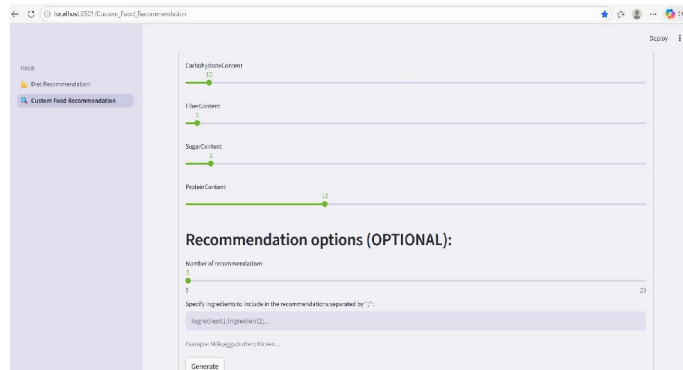 localhost:8501/Custom_Food_Recommendation
Deploy
Hello
Diet Recommendation
Custom Food Recommendation
CarbohydrateContent
15
FiberContent
1
SugarContent
2
ProteinContent
12
Recommendation options (OPTIONAL):
Number of recommendations
5
5
20
Specify ingredients to include in the recommendations separated by ";" :
Ingredient1;Ingredient2;...
Example: Milk;eggs;butter;chicken...
Generate